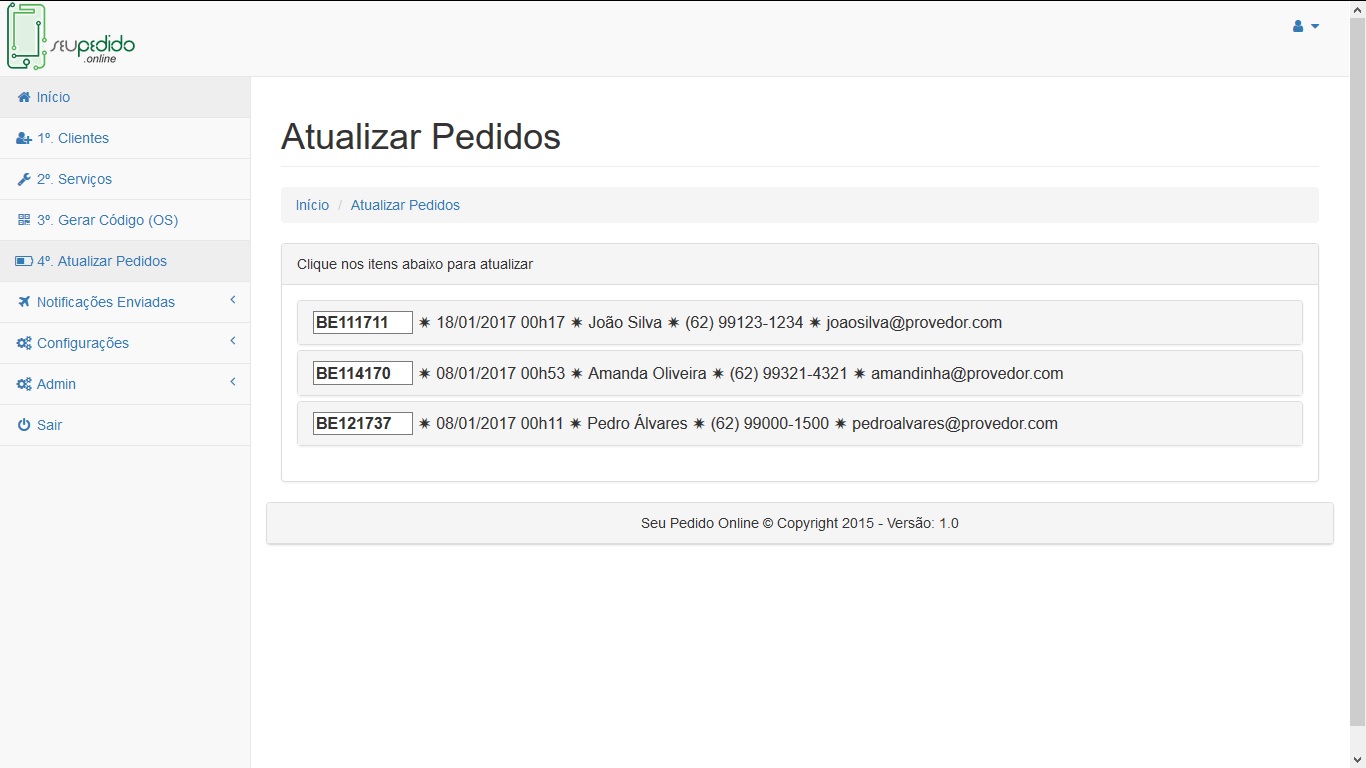 seupedido
.online
Início
1º. Clientes
2º. Serviços
3º. Gerar Código (OS)
4º. Atualizar Pedidos
Notificações Enviadas
Configurações
Admin
Sair
Atualizar Pedidos
Início / Atualizar Pedidos
Clique nos itens abaixo para atualizar
BE111711 ✷ 18/01/2017 00h17 ✷ João Silva ✷ (62) 99123-1234 ✷ joaosilva@provedor.com
BE114170 ✷ 08/01/2017 00h53 ✷ Amanda Oliveira ✷ (62) 99321-4321 ✷ amandinha@provedor.com
BE121737 ✷ 08/01/2017 00h11 ✷ Pedro Álvares ✷ (62) 99000-1500 ✷ pedroalvares@provedor.com
Seu Pedido Online © Copyright 2015 - Versão: 1.0